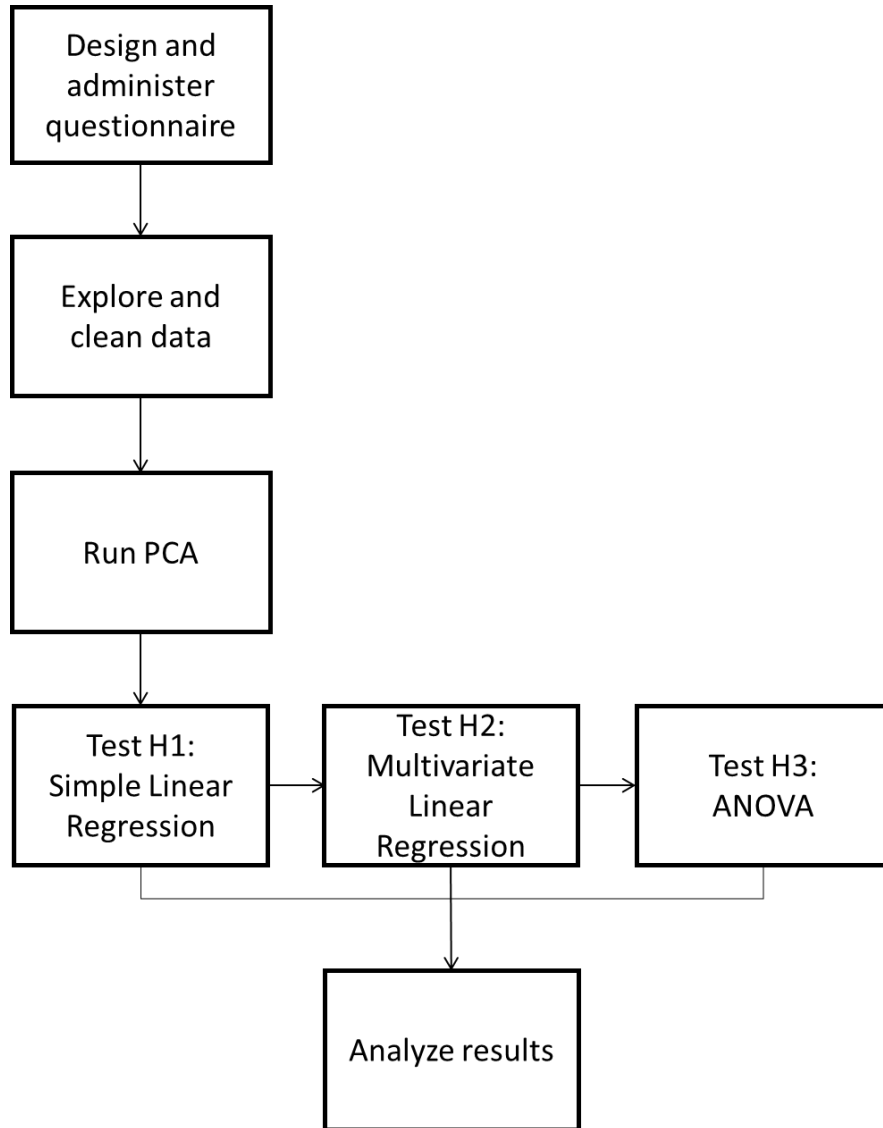 Design and
administer
questionnaire
Explore and
clean data
Run PCA
Test H1:
Simple Linear
Regression
Test H2:
Multivariate
Linear
Regression
Test H3:
ANOVA
Analyze results